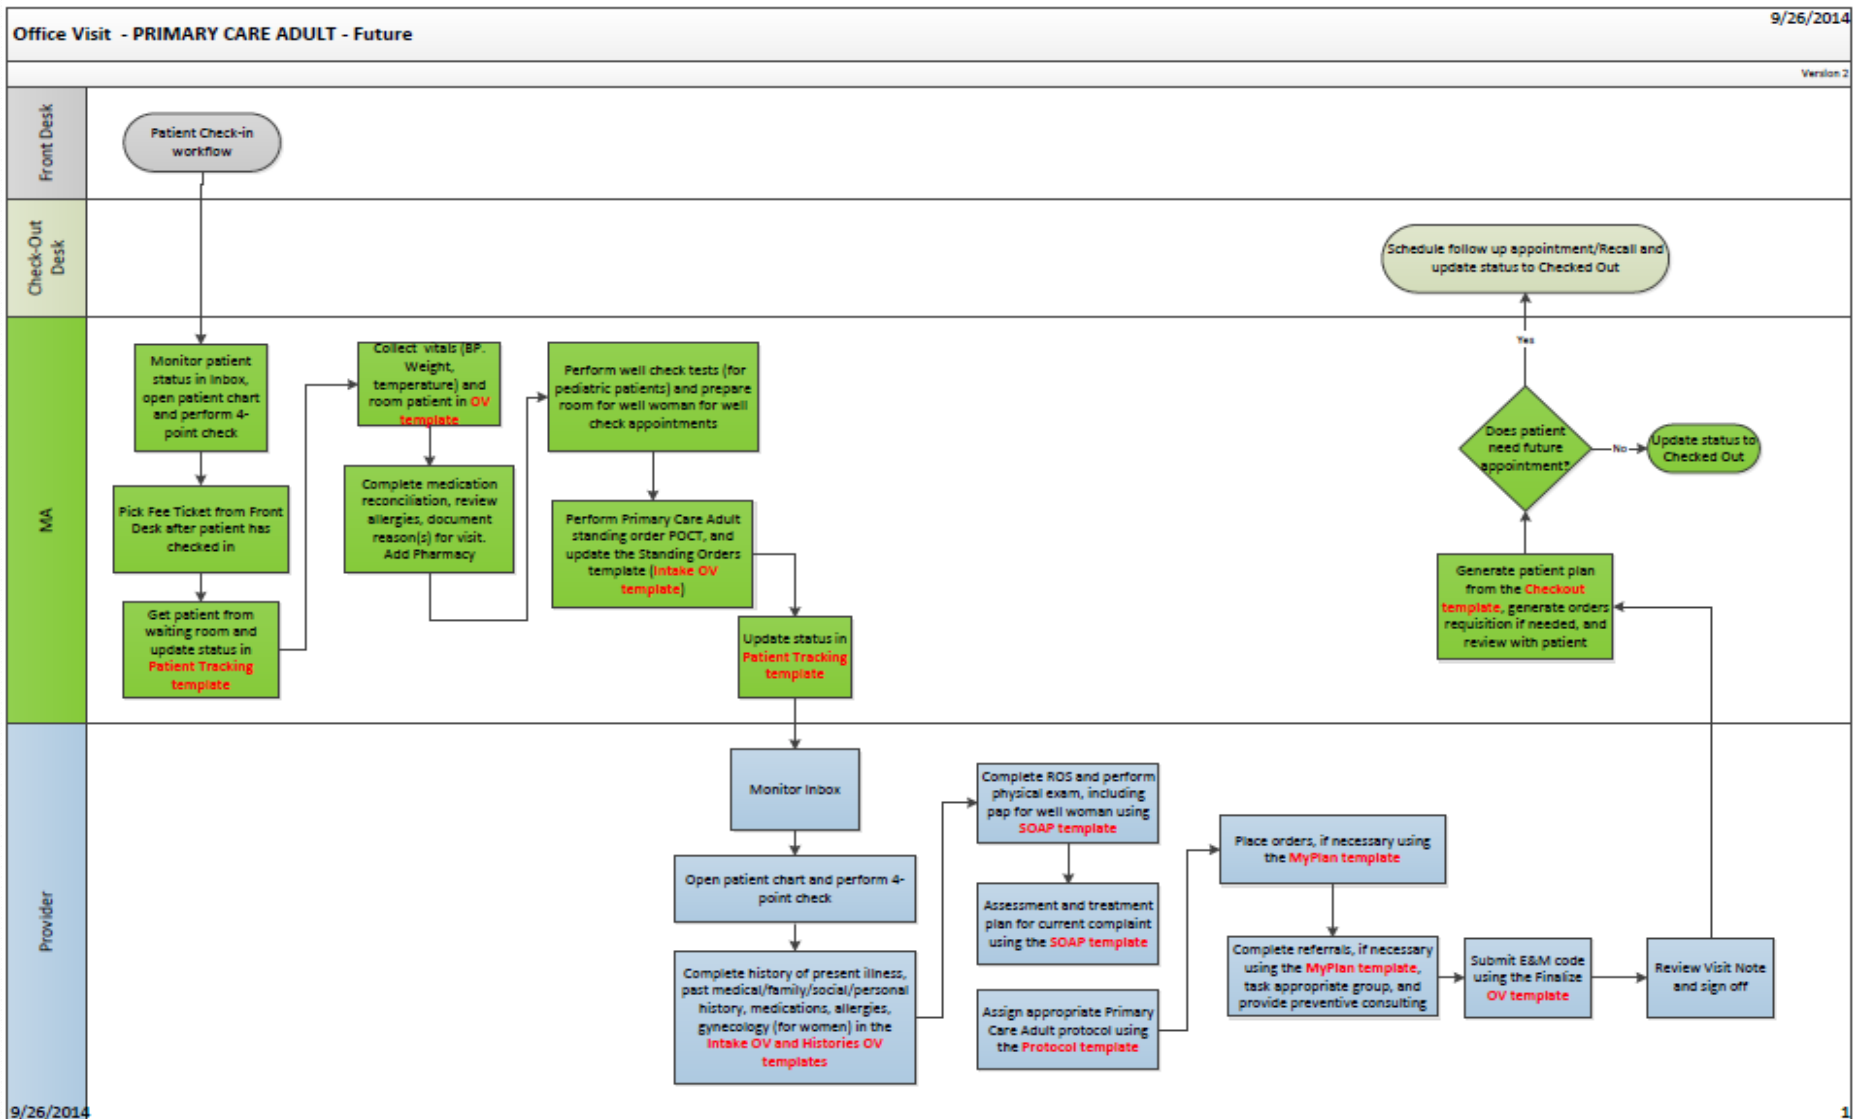 9/26/2014
Office Visit - PRIMARY CARE ADULT - Future
Version 2
Front Desk
Patient Check-in
workflow
Check-Out
Desk
Schedule follow up appointment/Recall and
update status to Checked Out
MA
Monitor patient
status in Inbox,
open patient chart
and perform 4-
point check
Pick Fee Ticket from Front
Desk after patient has
checked in
Get patient from
waiting room and
update status in
Patient Tracking
template
Collect vitals (BP.
Weight,
temperature) and
room patient in OV
template
Complete medication
reconciliation, review
allergies, document
reason(s) for visit.
Add Pharmacy
Perform well check tests (for
pediatric patients) and prepare
room for well woman for well
check appointments
Perform Primary Care Adult
standing order POCT, and
update the Standing Orders
template (Intake OV
template)
Update status in
Patient Tracking
template
Yes
Does patient
need future
appointment?
No
Update status to
Checked Out
Generate patient plan
from the Checkout
template, generate orders
requisition if needed, and
review with patient
Provider
Monitor Inbox
Open patient chart and perform 4-
point check
Complete history of present illness,
past medical/family/social/personal
history, medications, allergies,
gynecology (for women) in the
Intake OV and Histories OV
templates
Complete ROS and perform
physical exam, including
pap for well woman using
SOAP template
Assessment and treatment
plan for current complaint
using the SOAP template
Assign appropriate Primary
Care Adult protocol using
the Protocol template
Place orders, if necessary using
the MyPlan template
Complete referrals, if necessary
using the MyPlan template,
task appropriate group, and
provide preventive consulting
Submit E&M code
using the Finalize
OV template
Review Visit Note
and sign off
9/26/2014
1